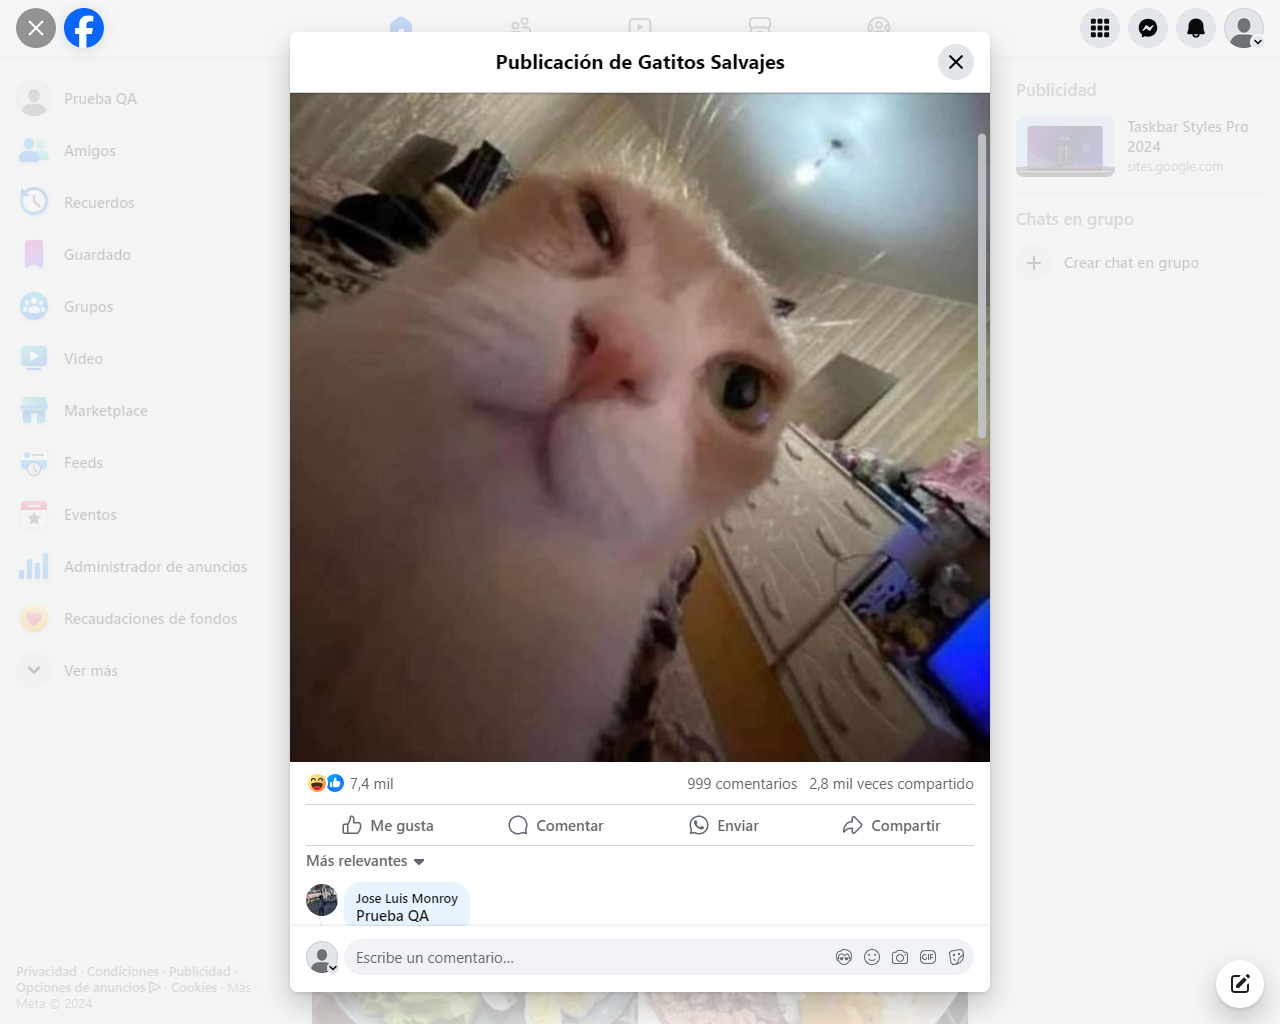 Publicación de Gatitos Salvajes
Prueba QA
Amigos
Recuerdos
Guardado
Grupos
Video
Marketplace
Feeds
Eventos
Administrador de anuncios
Recaudaciones de fondos
Ver más
Privacidad · Condiciones · Publicidad ·
Opciones de anuncios · Cookies · Más ·
Meta © 2024
7,4 mil
999 comentarios 2,8 mil veces compartido
Me gusta Comentar Enviar Compartir
Más relevantes
Jose Luis Monroy
Prueba QA
Escribe un comentario...
GIF
Publicidad
Taskbar Styles Pro
2024
sites.google.com
Chats en grupo
Crear chat en grupo